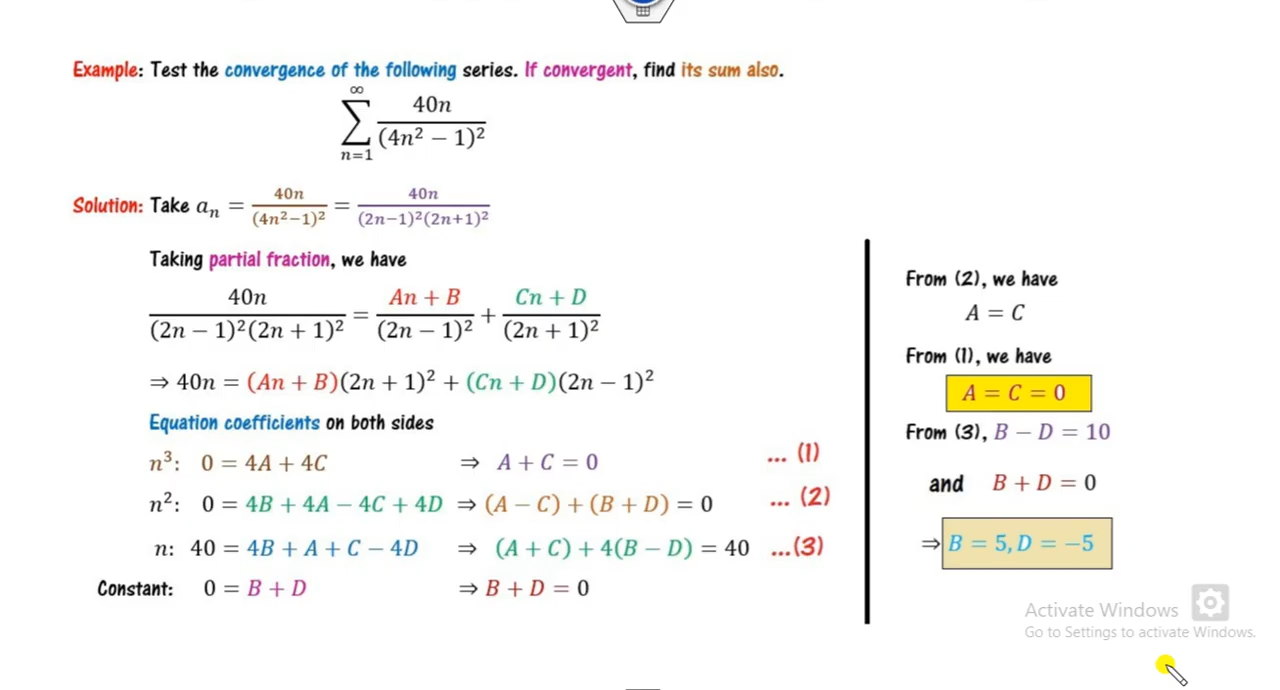 Example: Test the convergence of the following series. If convergent, find its sum also.
∞
∑ 40n / (4n² − 1)²
n=1
Solution: Take aₙ = 40n/(4n²−1)² = 40n/(2n−1)²(2n+1)²
Taking partial fraction, we have
40n / (2n − 1)²(2n + 1)² = An + B / (2n − 1)² + Cn + D / (2n + 1)²
⇒ 40n = (An + B)(2n + 1)² + (Cn + D)(2n − 1)²
Equation coefficients on both sides
n³: 0 = 4A + 4C ⇒ A + C = 0 ... (1)
n²: 0 = 4B + 4A − 4C + 4D ⇒ (A − C) + (B + D) = 0 ... (2)
n: 40 = 4B + A + C − 4D ⇒ (A + C) + 4(B − D) = 40 ...(3)
Constant: 0 = B + D ⇒ B + D = 0
From (2), we have
A = C
From (1), we have
A = C = 0
From (3), B − D = 10
and B + D = 0
⇒ B = 5, D = −5
Activate Windows
Go to Settings to activate Windows.